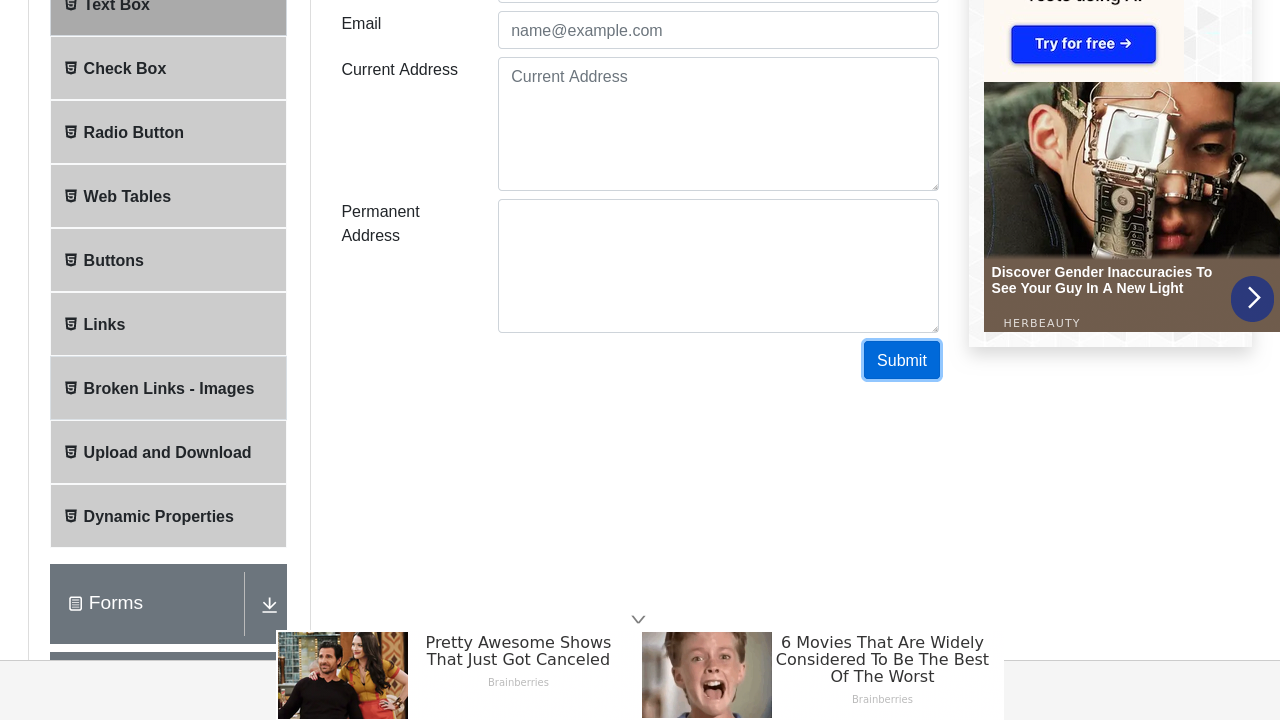 Text Box
Check Box
Radio Button
Web Tables
Buttons
Links
Broken Links - Images
Upload and Download
Dynamic Properties
Forms
Email
name@example.com
Current Address
Current Address
Permanent
Address
Submit
Try for free →
Discover Gender Inaccuracies To
See Your Guy In A New Light
HERBEAUTY
Pretty Awesome Shows
That Just Got Canceled
Brainberries
6 Movies That Are Widely
Considered To Be The Best
Of The Worst
Brainberries